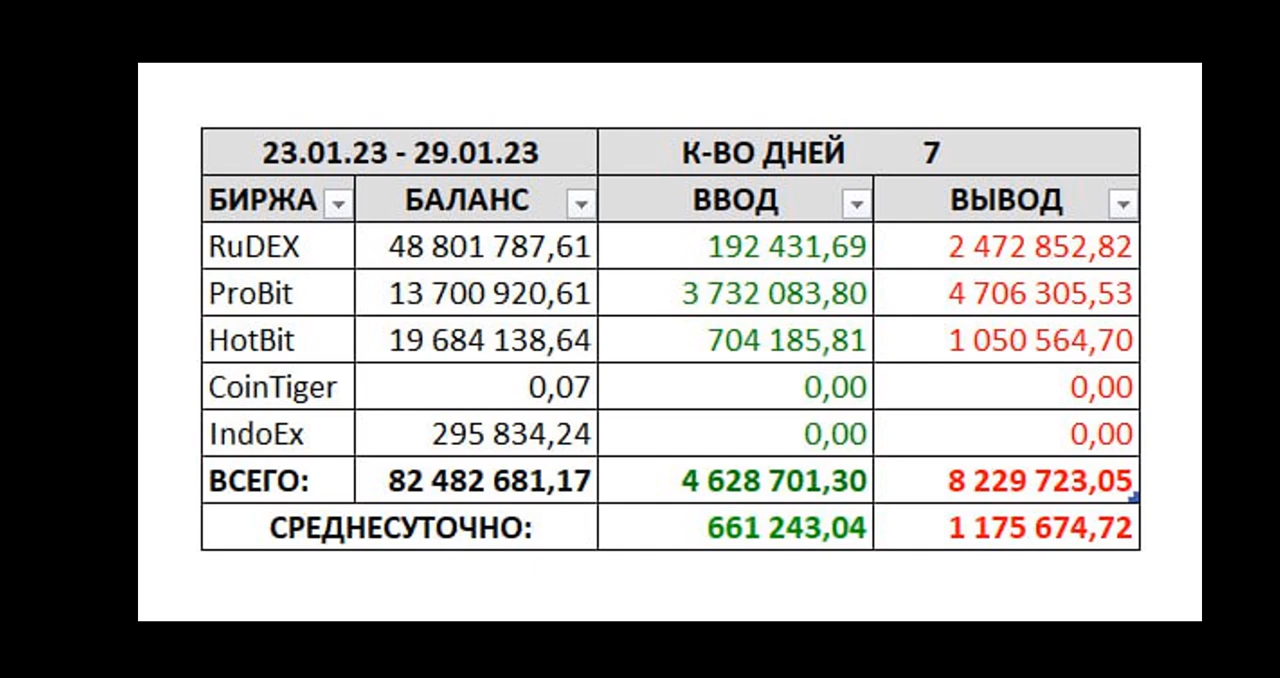 23.01.23 - 29.01.23 К-ВО ДНЕЙ 7
БИРЖА БАЛАНС ВВОД ВЫВОД
RuDEX 48 801 787,61 192 431,69 2 472 852,82
ProBit 13 700 920,61 3 732 083,80 4 706 305,53
HotBit 19 684 138,64 704 185,81 1 050 564,70
CoinTiger 0,07 0,00 0,00
IndoEx 295 834,24 0,00 0,00
ВСЕГО: 82 482 681,17 4 628 701,30 8 229 723,05
СРЕДНЕСУТОЧНО: 661 243,04 1 175 674,72